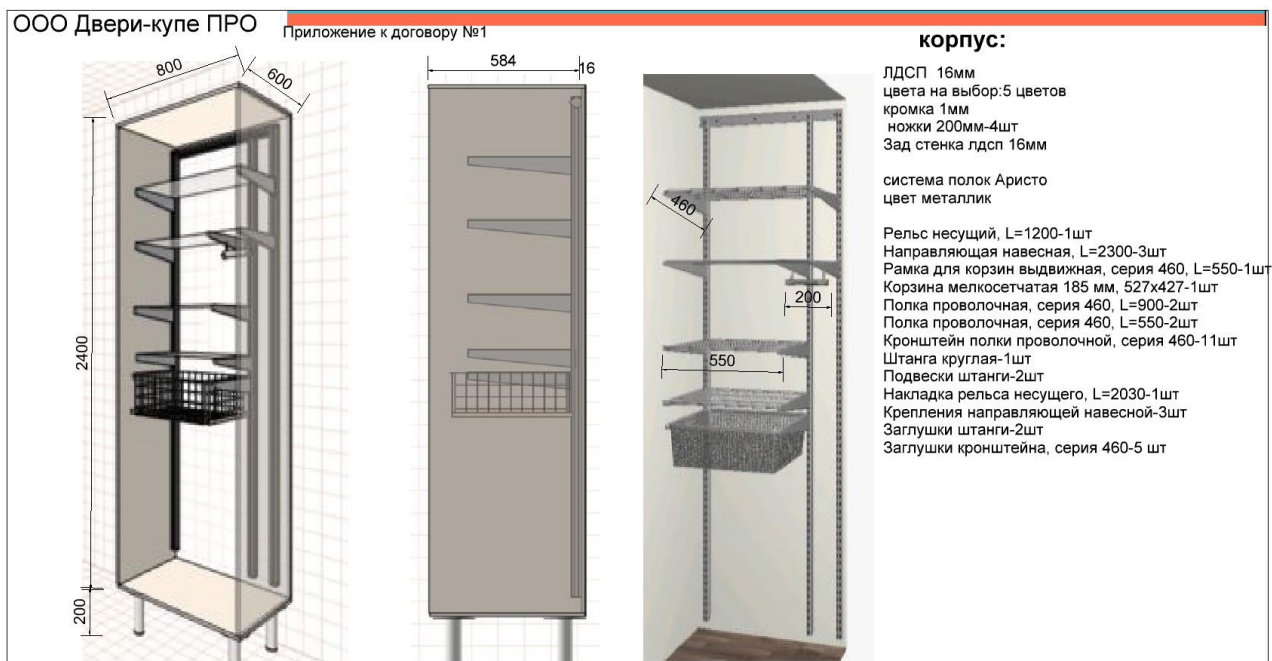 ООО Двери-купе ПРО
Приложение к договору №1
корпус:
800
600
2400
200
584
16
460
200
550
ЛДСП 16мм
цвета на выбор:5 цветов
кромка 1мм
ножки 200мм-4шт
Зад стенка лдсп 16мм
система полок Аристо
цвет металлик
Рельс несущий, L=1200-1шт
Направляющая навесная, L=2300-3шт
Рамка для корзин выдвижная, серия 460, L=550-1шт
Корзина мелкосетчатая 185 мм, 527х427-1шт
Полка проволочная, серия 460, L=900-2шт
Полка проволочная, серия 460, L=550-2шт
Кронштейн полки проволочной, серия 460-11шт
Штанга круглая-1шт
Подвески штанги-2шт
Накладка рельса несущего, L=2030-1шт
Крепления направляющей навесной-3шт
Заглушки штанги-2шт
Заглушки кронштейна, серия 460-5 шт